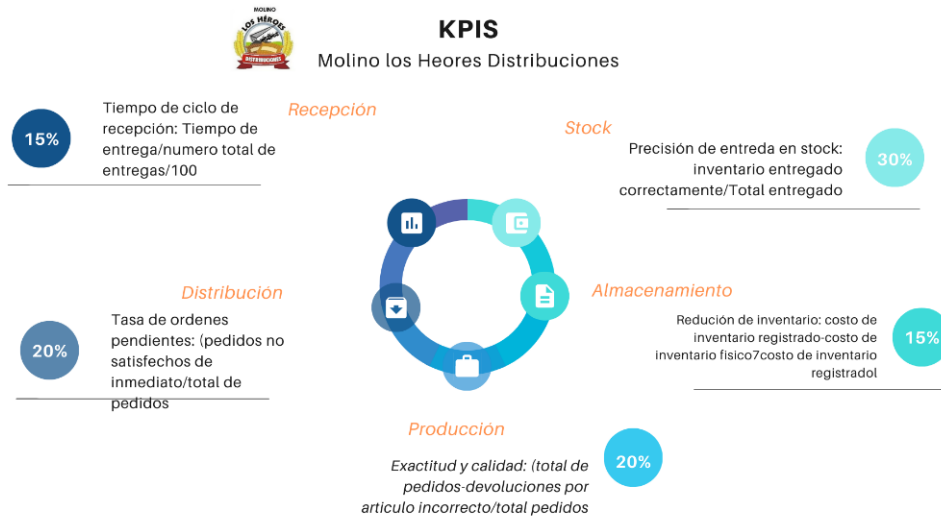 MOLINO
LOS HÉROES
DISTRIBUCIONES
KPIS
Molino los Heores Distribuciones
Recepción
15%
Tiempo de ciclo de
recepción: Tiempo de
entrega/numero total de
entregas/100
Stock
Precisión de entreda en stock:
inventario entregado
correctamente/Total entregado
30%
Distribución
20%
Tasa de ordenes
pendientes: (pedidos no
satisfechos de
inmediato/total de
pedidos
Almacenamiento
Redución de inventario: costo de
inventario registrado-costo de
inventario fisico7costo de inventario
registradol
15%
Producción
Exactitud y calidad: (total de
pedidos-devoluciones por
articulo incorrecto/total pedidos
20%